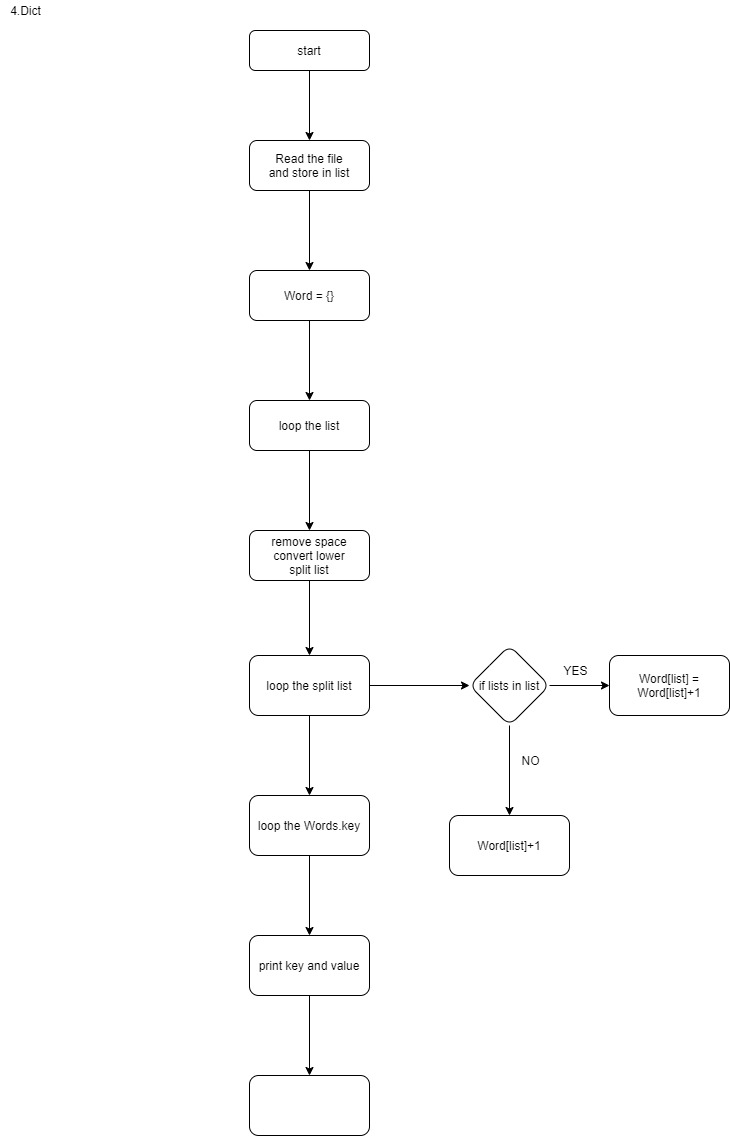 4.Dict
start
Read the file
and store in list
Word = {}
loop the list
remove space
convert lower
split list
loop the split list
if lists in list
YES
Word[list] =
Word[list]+1
NO
loop the Words.key
Word[list]+1
print key and value